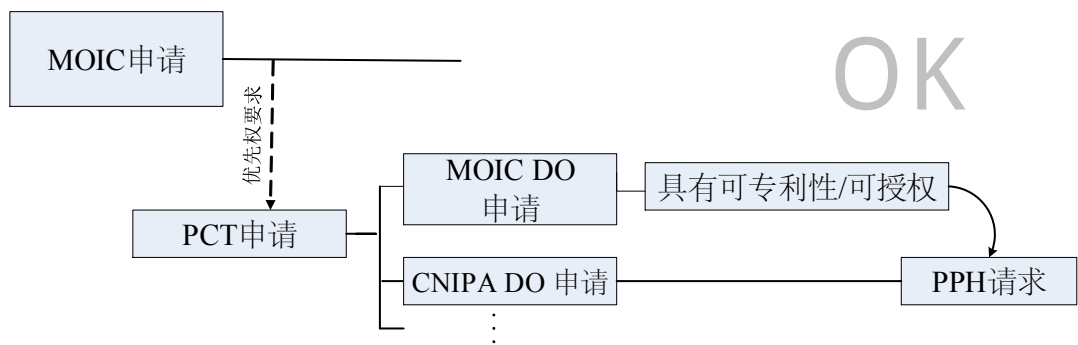 MOIC申请
OK
优先权要求
MOIC DO
申请
具有可专利性/可授权
PCT申请
CNIPA DO 申请
PPH请求